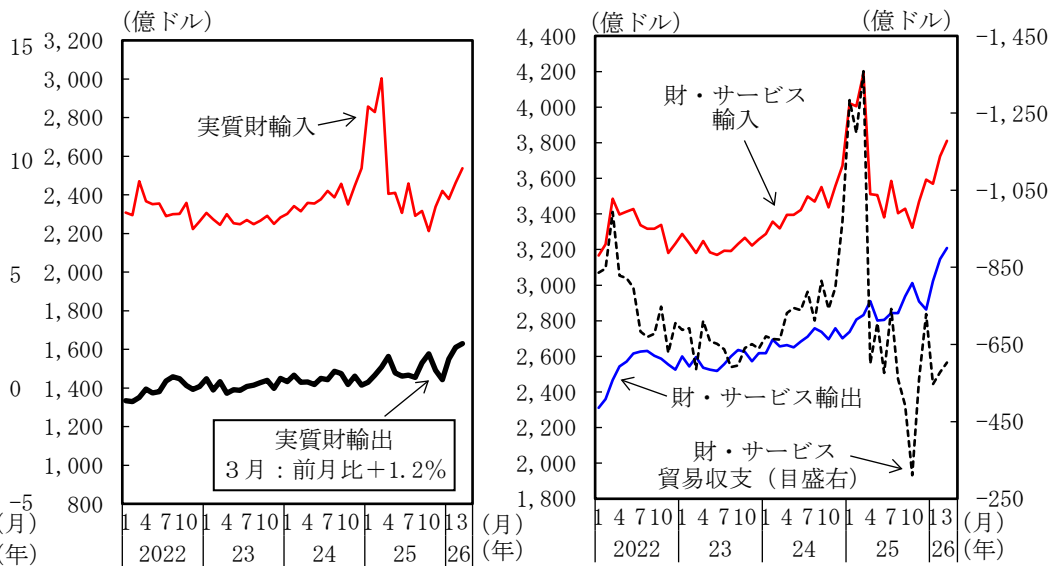 15
10
5
0
-5
(月)
(年)
(億ドル)
3,200
3,000
2,800
2,600
2,400
2,200
2,000
1,800
1,600
1,400
1,200
1,000
800
実質財輸入
実質財輸出
3月:前月比+1.2%
1 4 7 10 1 4 7 10 1 4 7 10 1 4 7 10 1 3 (月)
2022 23 24 25 26 (年)
(億ドル) (億ドル)
4,400
4,200
4,000
3,800
3,600
3,400
3,200
3,000
2,800
2,600
2,400
2,200
2,000
1,800
財・サービス
輸入
財・サービス輸出
財・サービス
貿易収支(目盛右)
-1,450
-1,250
-1,050
-850
-650
-450
-250
1 4 7 10 1 4 7 10 1 4 7 10 1 4 7 10 1 3 (月)
2022 23 24 25 26 (年)